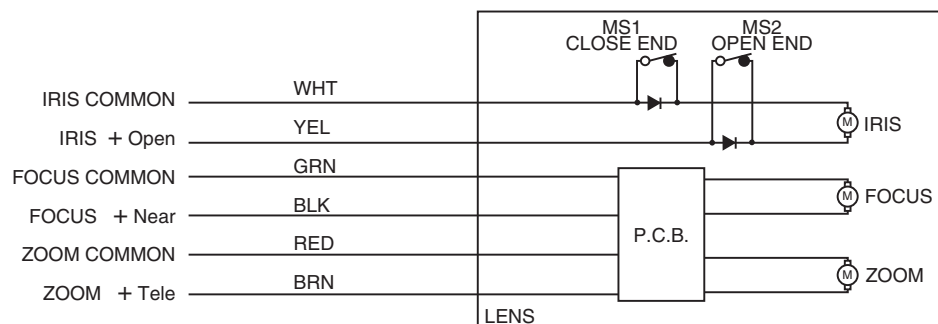 MS1 MS2
CLOSE END OPEN END
IRIS COMMON WHT
IRIS + Open YEL
M IRIS
FOCUS COMMON GRN
FOCUS + Near BLK
M FOCUS
P.C.B.
ZOOM COMMON RED
ZOOM + Tele BRN
M ZOOM
LENS